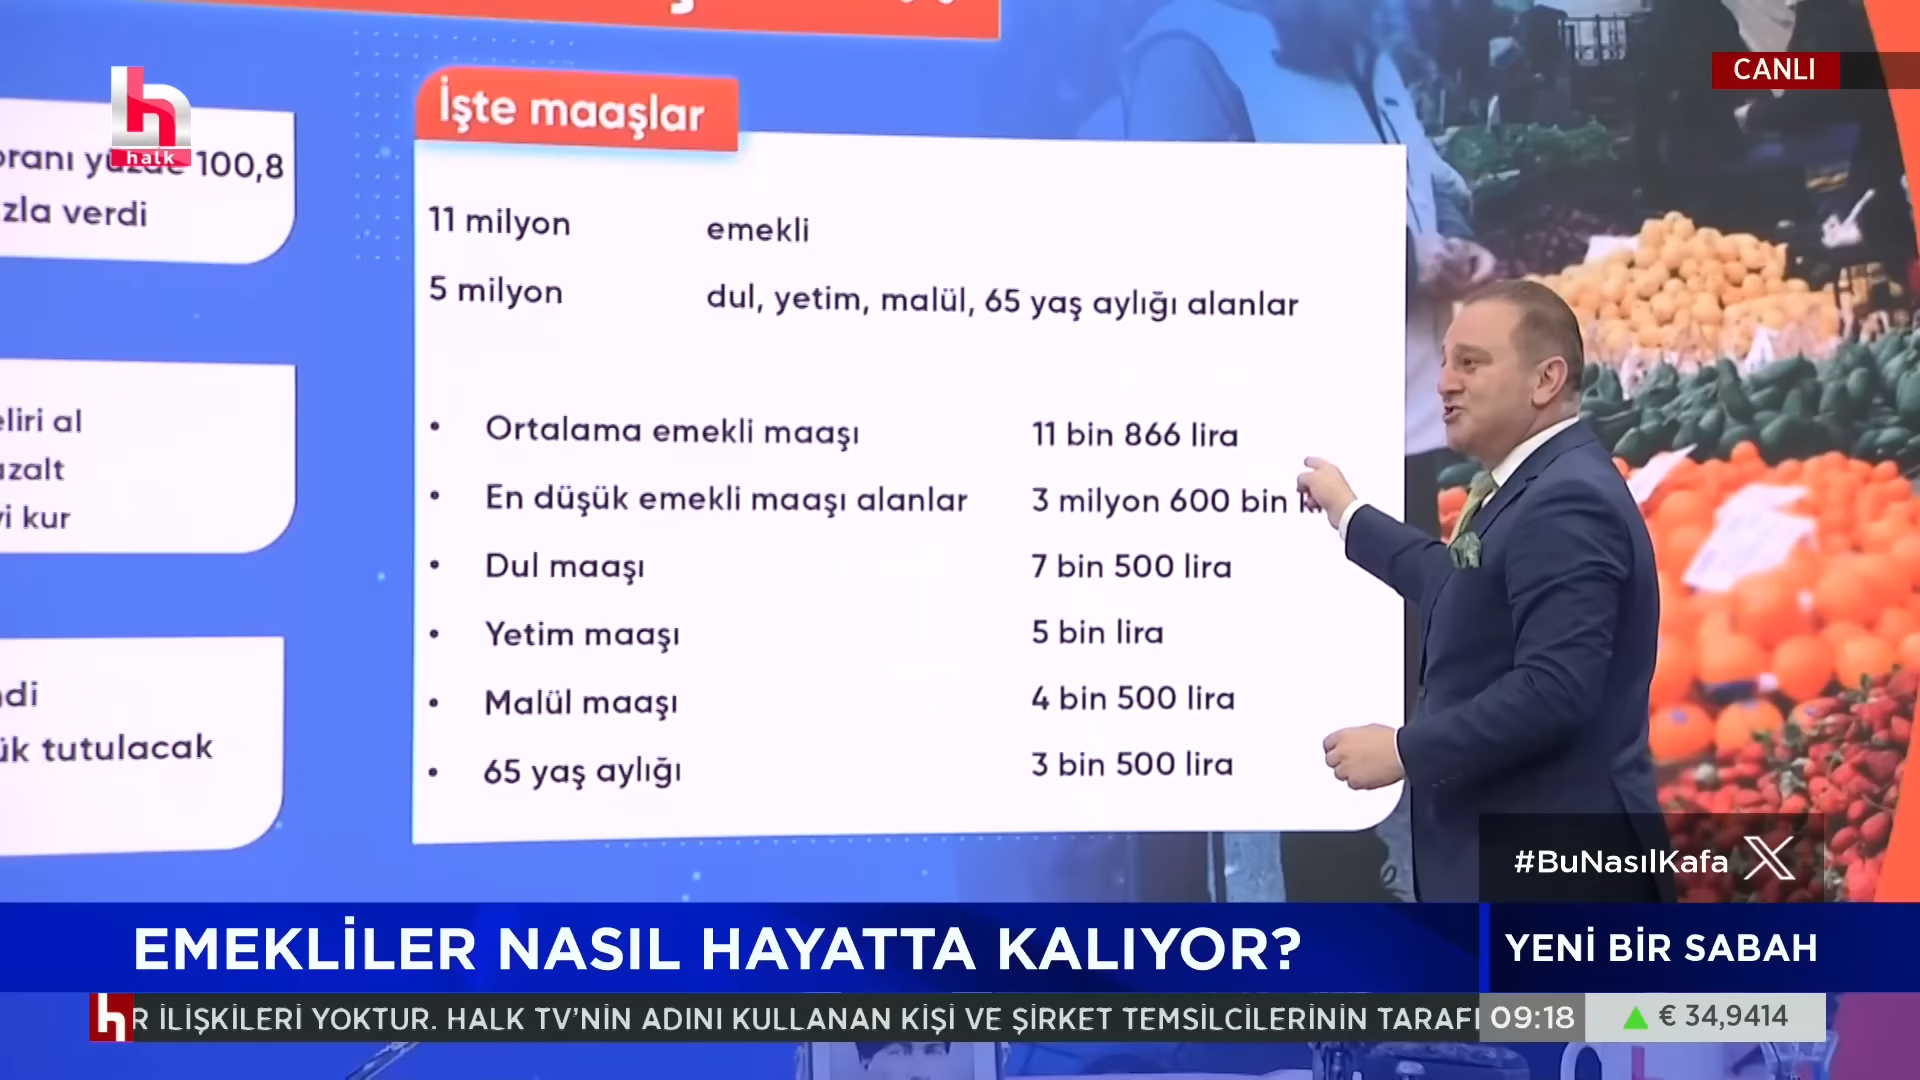 CANLI
h
halk
oranı yüzde 100,8
zla verdi
eliri al
azalt
kur
di
tutulacak
İşte maaşlar
11 milyon emekli
5 milyon dul, yetim, malül, 65 yaş aylığı alanlar
• Ortalama emekli maaşı 11 bin 866 lira
• En düşük emekli maaşı alanlar 3 milyon 600 bin
• Dul maaşı 7 bin 500 lira
• Yetim maaşı 5 bin lira
• Malül maaşı 4 bin 500 lira
• 65 yaş aylığı 3 bin 500 lira
#BuNasılKafa X
EMEKLİLER NASIL HAYATTA KALIYOR?
YENİ BİR SABAH
h R İLİŞKİLERİ YOKTUR. HALK TV'NİN ADINI KULLANAN KİŞİ VE ŞİRKET TEMSİLCİLERİNİN TARAFI 09:18 ▲ € 34,9414